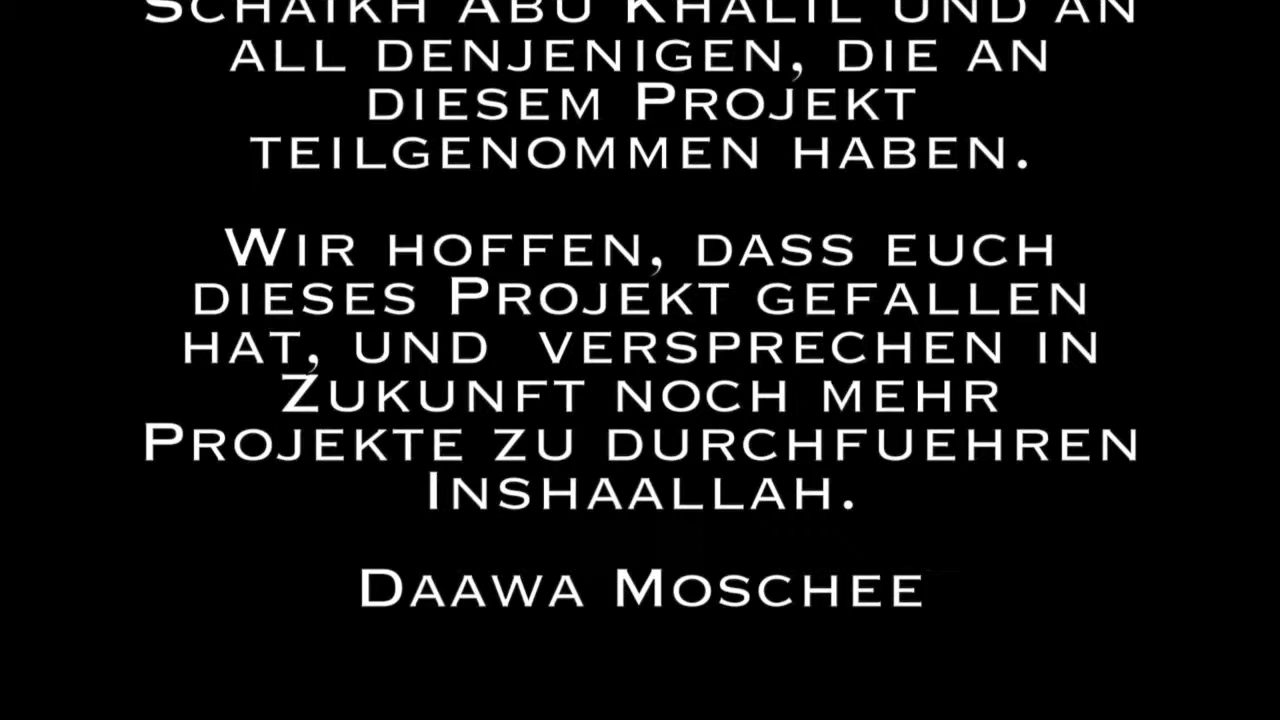 Schaikh Abu Khalil und an
all denjenigen, die an
diesem Projekt
teilgenommen haben.
Wir hoffen, dass euch
dieses Projekt gefallen
hat, und  versprechen in
Zukunft noch mehr
Projekte zu durchfuehren
Inshaallah.
Daawa Moschee